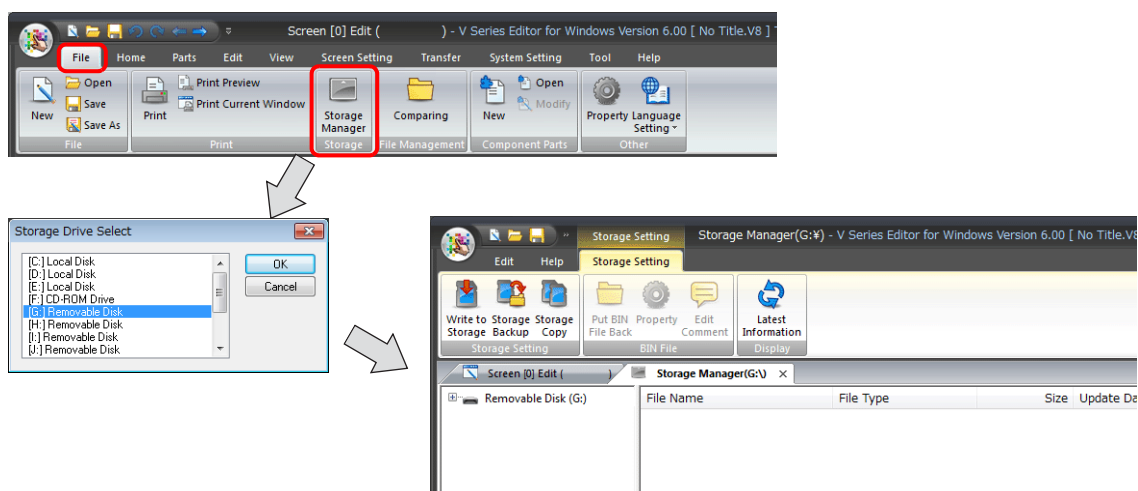 Screen [0] Edit ( ) - V Series Editor for Windows Version 6.00 [ No Title.V8 ]
File Home Parts Edit View Screen Setting Transfer System Setting Tool Help
New
Open
Save
Save As
File
Print
Print Preview
Print Current Window
Print
Storage
Manager
Storage
Comparing
File Management
New
Open
Modify
Component Parts
Property
Language
Setting
Other
Storage Drive Select
[C:] Local Disk
[D:] Local Disk
[E:] Local Disk
[F:] CD-ROM Drive
[G:] Removable Disk
[H:] Removable Disk
[I:] Removable Disk
[J:] Removable Disk
OK
Cancel
Storage Setting Storage Manager(G:¥) - V Series Editor for Windows Version 6.00 [ No Title.V8
Edit Help Storage Setting
Write to
Storage
Storage
Backup
Storage
Copy
Storage Setting
Put BIN
File Back
Property
Edit
Comment
BIN File
Latest
Information
Display
Screen [0] Edit ( ) Storage Manager(G:\) ×
Removable Disk (G:)
File Name File Type Size Update Da